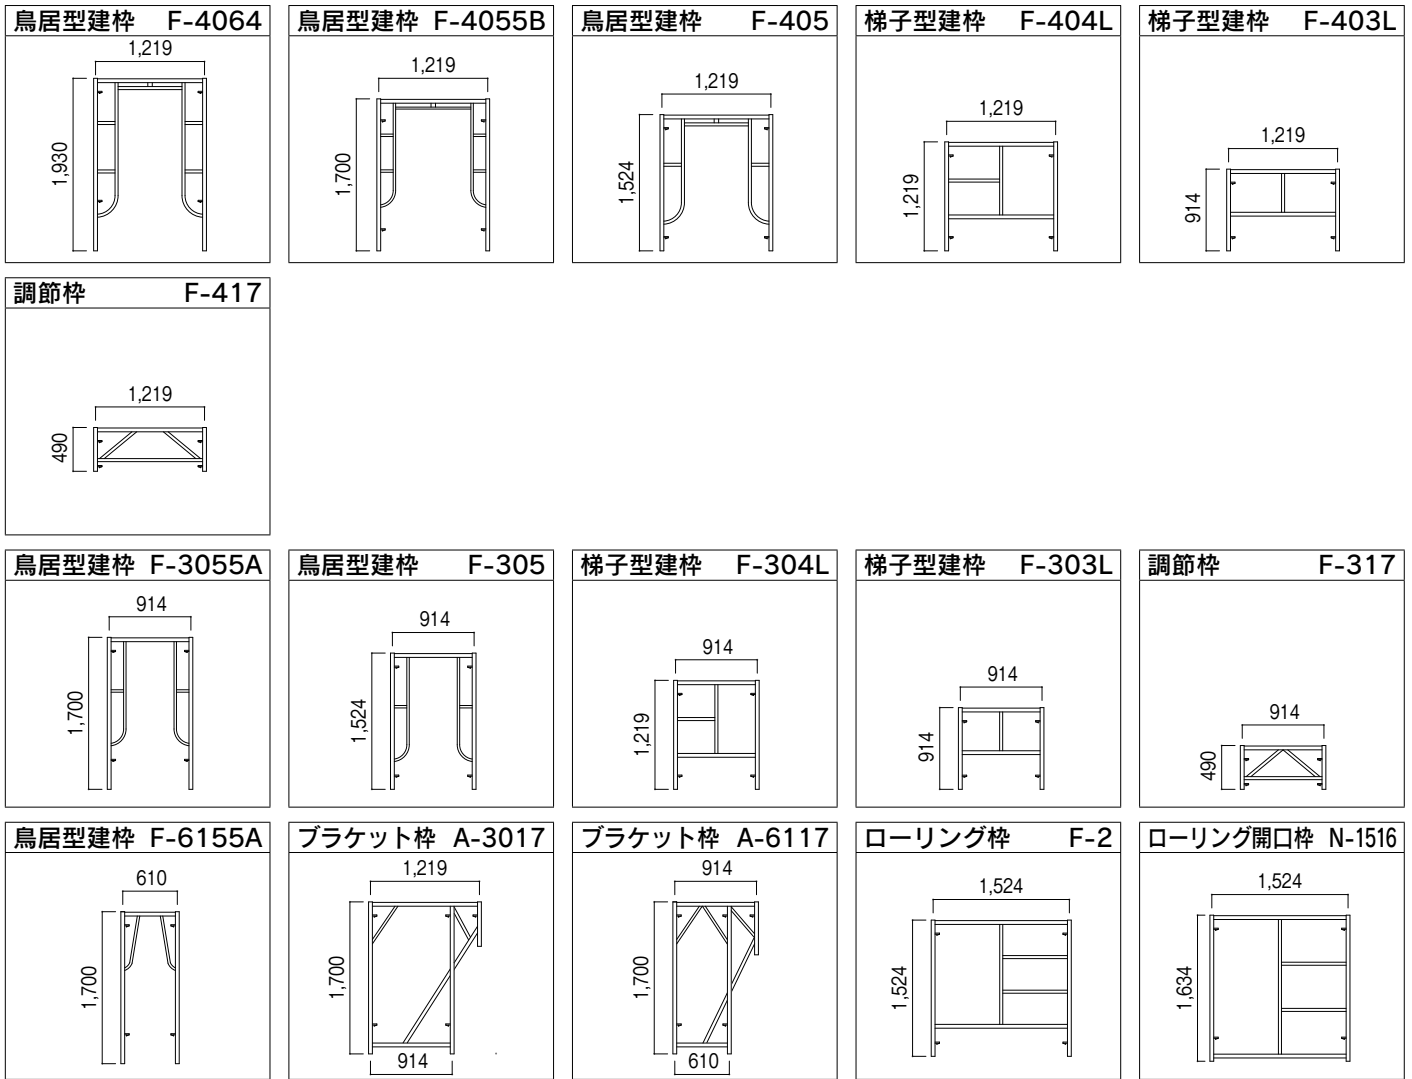 鳥居型建枠 F-4064
1,219
1,930
鳥居型建枠 F-4055B
1,219
1,700
鳥居型建枠 F-405
1,219
1,524
梯子型建枠 F-404L
1,219
1,219
梯子型建枠 F-403L
1,219
914
調節枠 F-417
1,219
490
鳥居型建枠 F-3055A
914
1,700
鳥居型建枠 F-305
914
1,524
梯子型建枠 F-304L
914
1,219
梯子型建枠 F-303L
914
914
調節枠 F-317
914
490
鳥居型建枠 F-6155A
610
1,700
ブラケット枠 A-3017
1,219
1,700
914
ブラケット枠 A-6117
914
1,700
610
ローリング枠 F-2
1,524
1,524
ローリング開口枠 N-1516
1,524
1,634